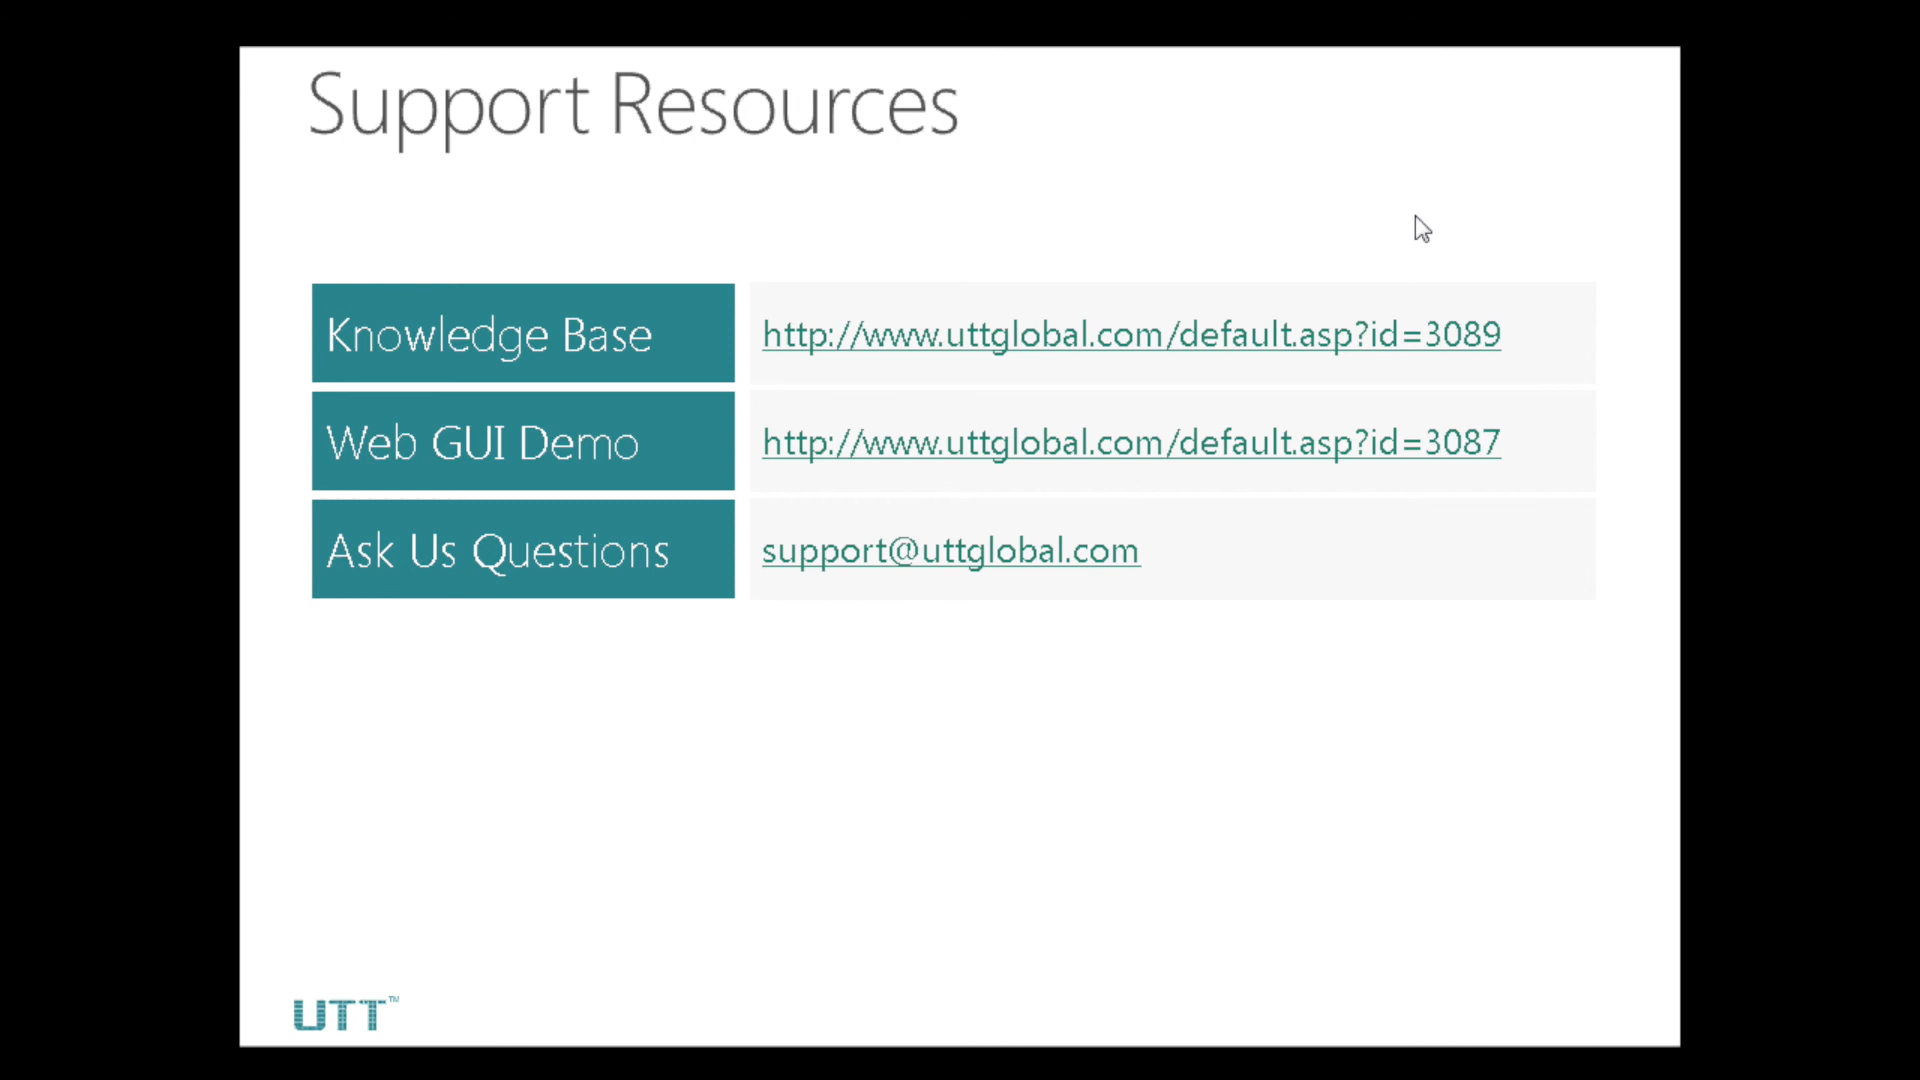 Support Resources
Knowledge Base http://www.uttglobal.com/default.asp?id=3089
Web GUI Demo http://www.uttglobal.com/default.asp?id=3087
Ask Us Questions support@uttglobal.com
UTT™